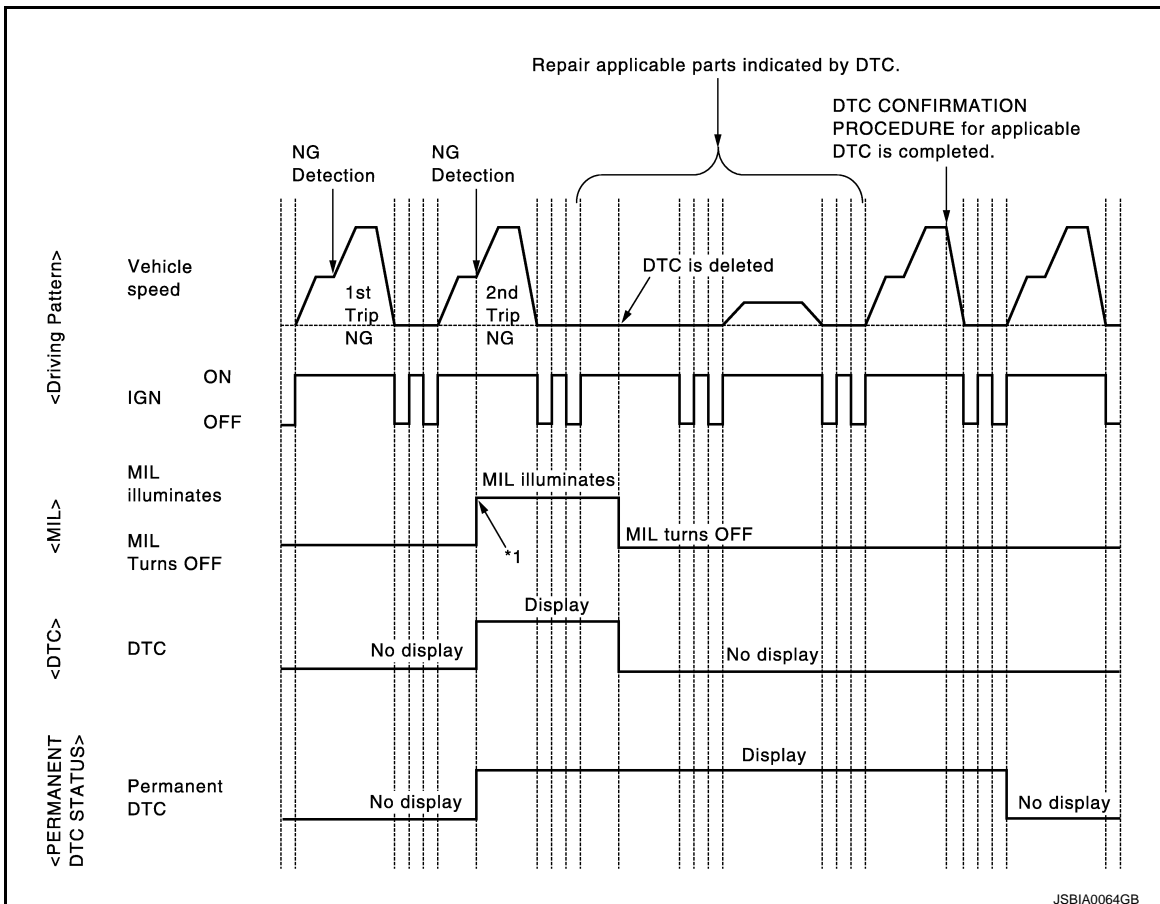 Repair applicable parts indicated by DTC.
DTC CONFIRMATION
PROCEDURE for applicable
DTC is completed.
NG
Detection
NG
Detection
<Driving Pattern>
Vehicle
speed
1st
Trip
NG
2nd
Trip
NG
DTC is deleted
IGN
ON
OFF
<MIL>
MIL
illuminates
MIL
Turns OFF
MIL illuminates
*1
MIL turns OFF
<DTC>
DTC
No display
Display
No display
<PERMANENT
DTC STATUS>
Permanent
DTC
No display
Display
No display
JSBIA0064GB